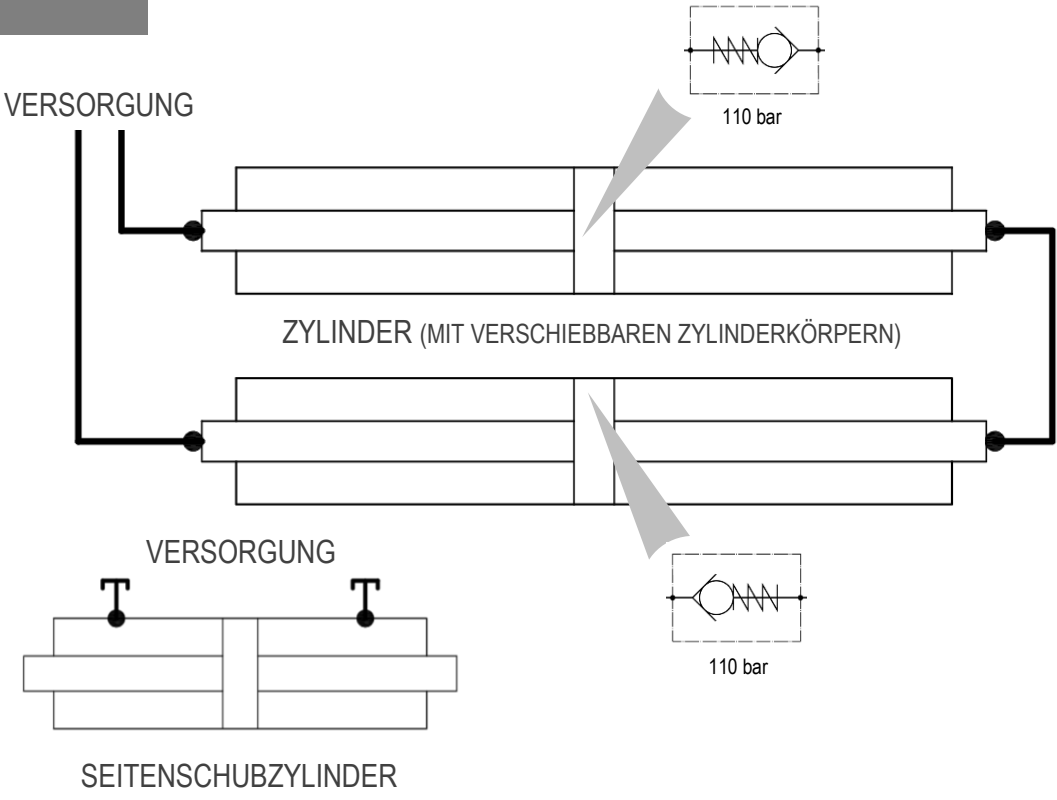 110 bar
VERSORGUNG
ZYLINDER (MIT VERSCHIEBBAREN ZYLINDERKÖRPERN)
VERSORGUNG
110 bar
SEITENSCHUBZYLINDER